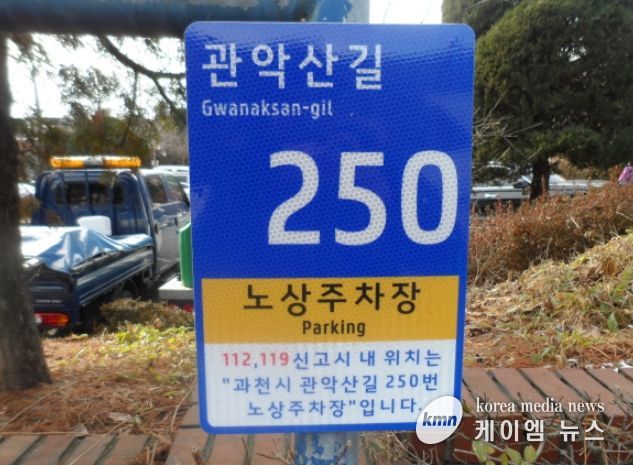 관악산길
Gwanaksan-gil
250
노상주차장
Parking
112,119신고시 내 위치는
"과천시 관악산길 250번
노상주차장"입니다.
kmn korea media news
케이엠 뉴스